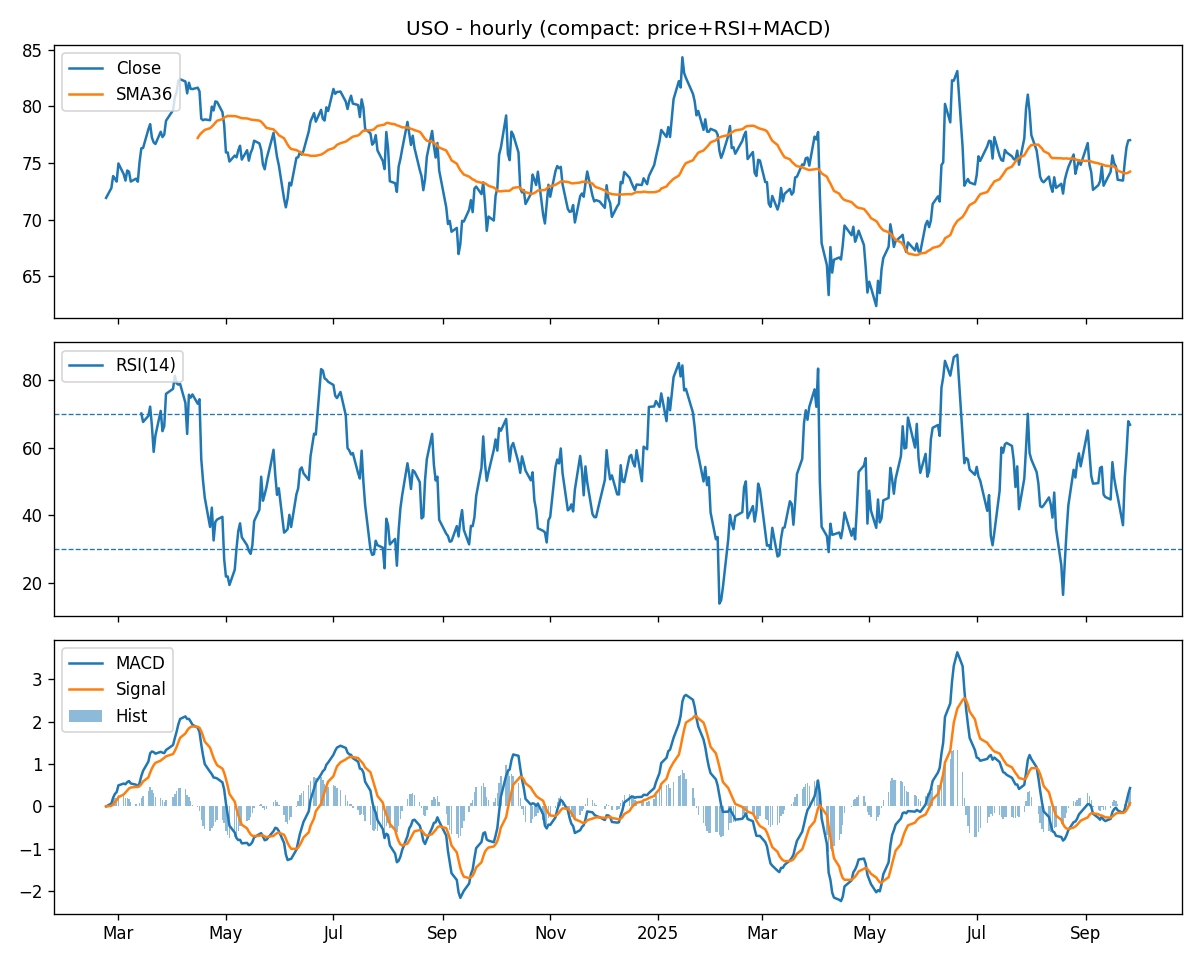 USO - hourly (compact: price+RSI+MACD)
85
80
75
70
65
Close
SMA36
80
60
40
20
RSI(14)
3
2
1
0
−1
−2
MACD
Signal
Hist
Mar
May
Jul
Sep
Nov
2025
Mar
May
Jul
Sep